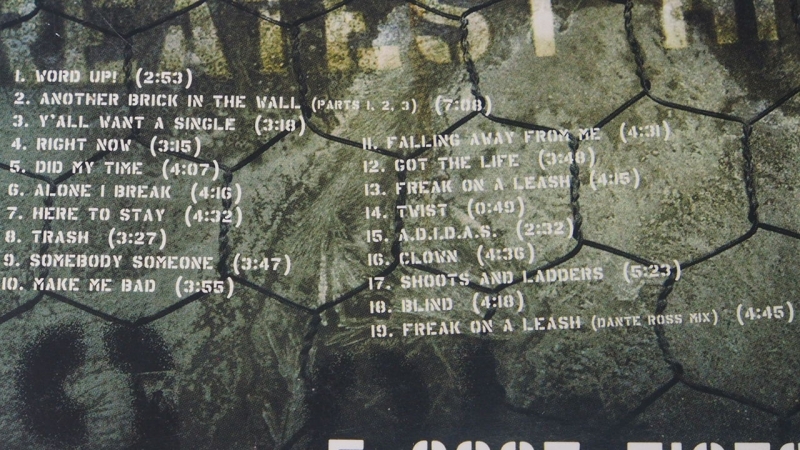 1. WORD UP! (2:53)
2. ANOTHER BRICK IN THE WALL (PARTS 1, 2, 3) (7:08)
3. Y'ALL WANT A SINGLE (3:18)
4. RIGHT NOW (3:15)
5. DID MY TIME (4:07)
6. ALONE I BREAK (4:16)
7. HERE TO STAY (4:32)
8. TRASH (3:27)
9. SOMEBODY SOMEONE (3:47)
10. MAKE ME BAD (3:55)
11. FALLING AWAY FROM ME (4:31)
12. GOT THE LIFE (3:48)
13. FREAK ON A LEASH (4:15)
14. TWIST (0:49)
15. A.D.I.D.A.S. (2:32)
16. CLOWN (4:36)
17. SHOOTS AND LADDERS (5:23)
18. BLIND (4:18)
19. FREAK ON A LEASH (DANTE ROSS MIX) (4:45)